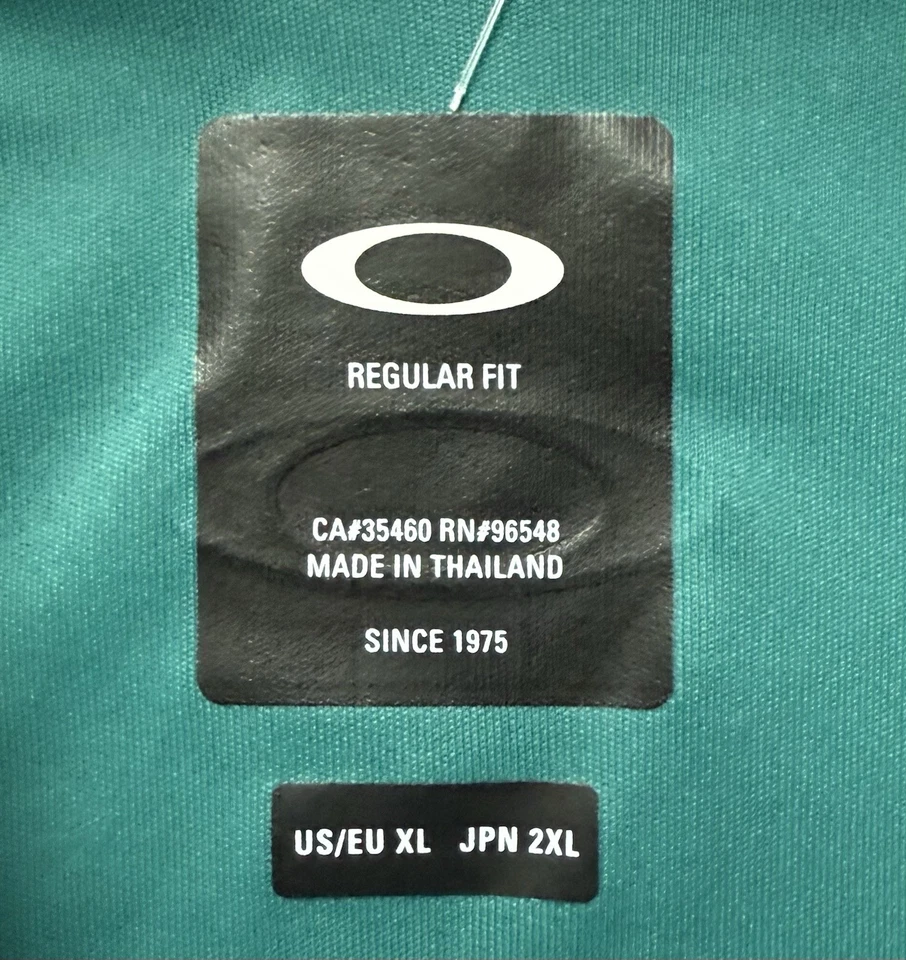 REGULAR FIT
CA#35460 RN#96548
MADE IN THAILAND
SINCE 1975
US/EU XL JPN 2XL